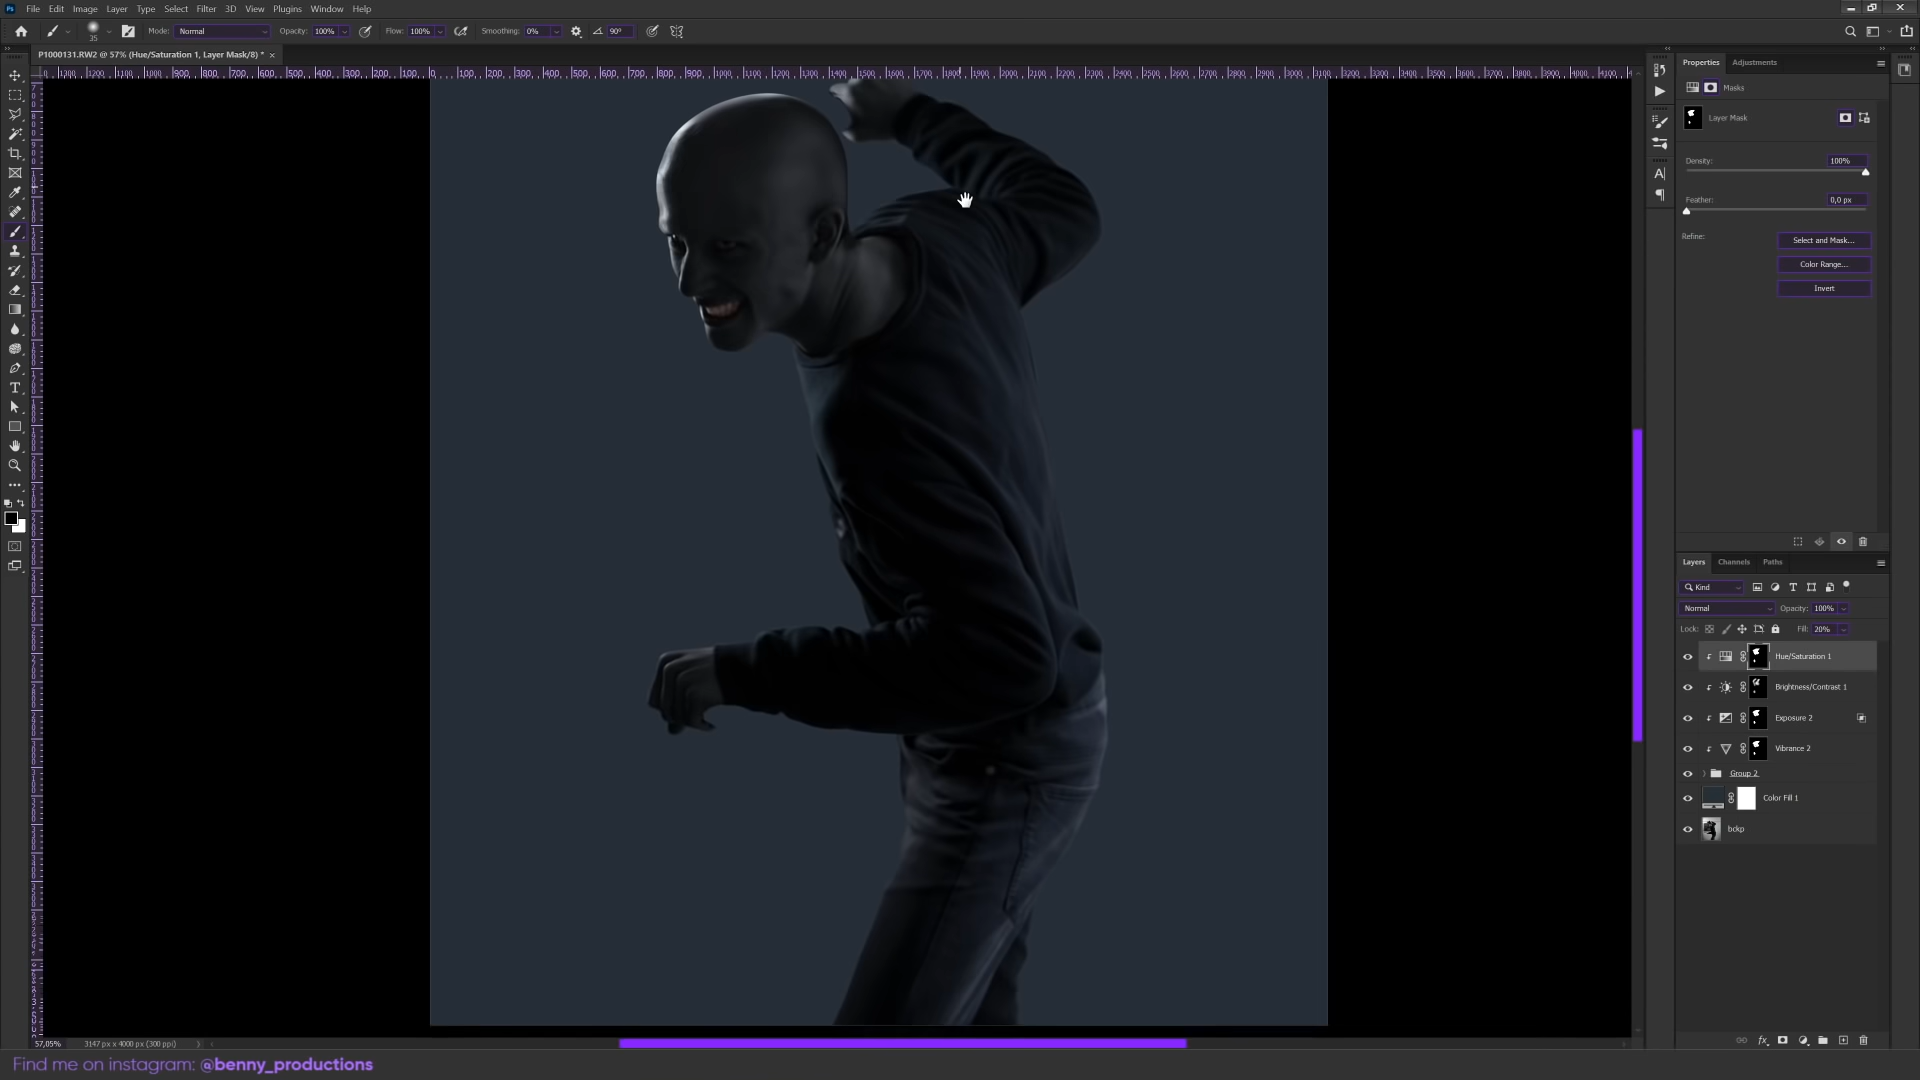 File Edit Image Layer Type Select Filter 3D View Plugins Window Help
35 Mode: Normal Opacity: 100% Flow: 100% Smoothing: 0% 90°
P1000131.RW2 @ 57% (Hue/Saturation 1, Layer Mask/8) * ×
Properties Adjustments
Masks
Layer Mask
Density: 100%
Feather: 0,0 px
Refine: Select and Mask...
Color Range...
Invert
Layers Channels Paths
Kind
Normal Opacity: 100%
Lock: Fill: 20%
Hue/Saturation 1
Brightness/Contrast 1
Exposure 2
Vibrance 2
Group 2
Color Fill 1
bckp
57,05% 3147 px x 4000 px (300 ppi)
Find me on instagram: @benny_productions